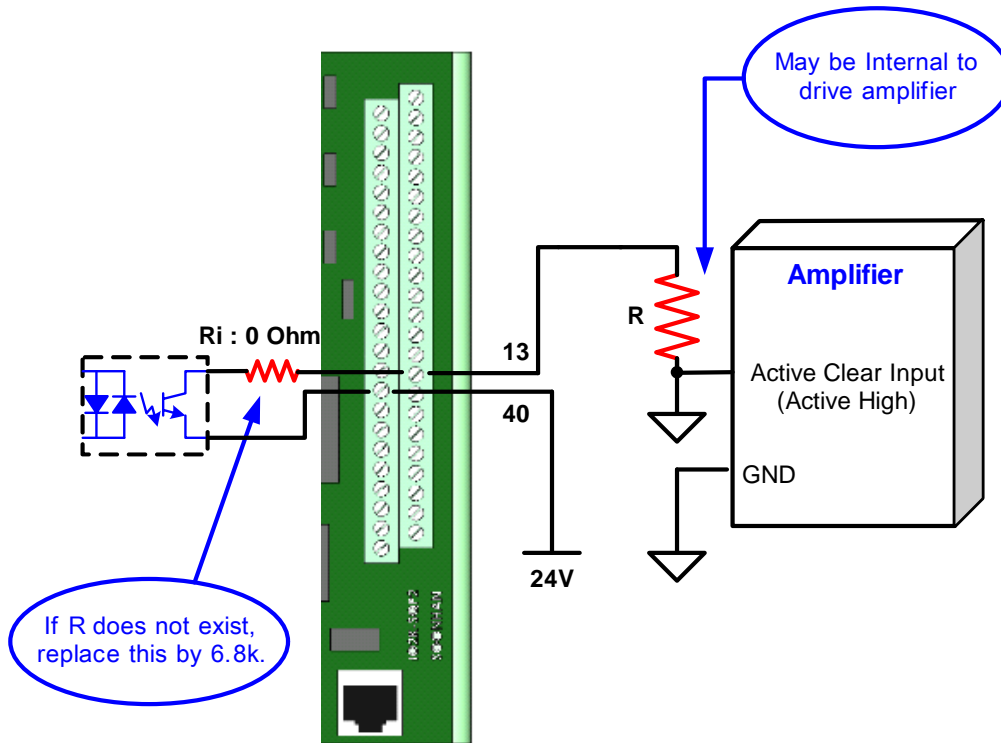 May be Internal to
drive amplifier
Amplifier
R
Ri : 0 Ohm
13
Active Clear Input
(Active High)
40
GND
24V
If R does not exist,
replace this by 6.8k.